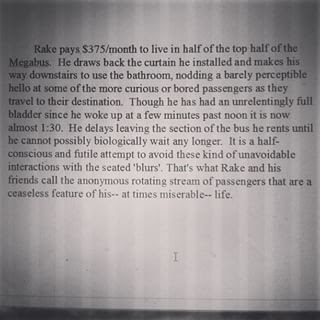 Rake pays $375/month to live in half of the top half of the
Megabus. He draws back the curtain he installed and makes his
way downstairs to use the bathroom, nodding a barely perceptible
hello at some of the more curious or bored passengers as they
travel to their destination. Though he has had an unrelentingly full
bladder since he woke up at a few minutes past noon it is now
almost 1:30. He delays leaving the section of the bus he rents until
he cannot possibly biologically wait any longer. It is a half-
conscious and futile attempt to avoid these kind of unavoidable
interactions with the seated 'blurs'. That's what Rake and his
friends call the anonymous rotating stream of passengers that are a
ceaseless feature of his-- at times miserable-- life.